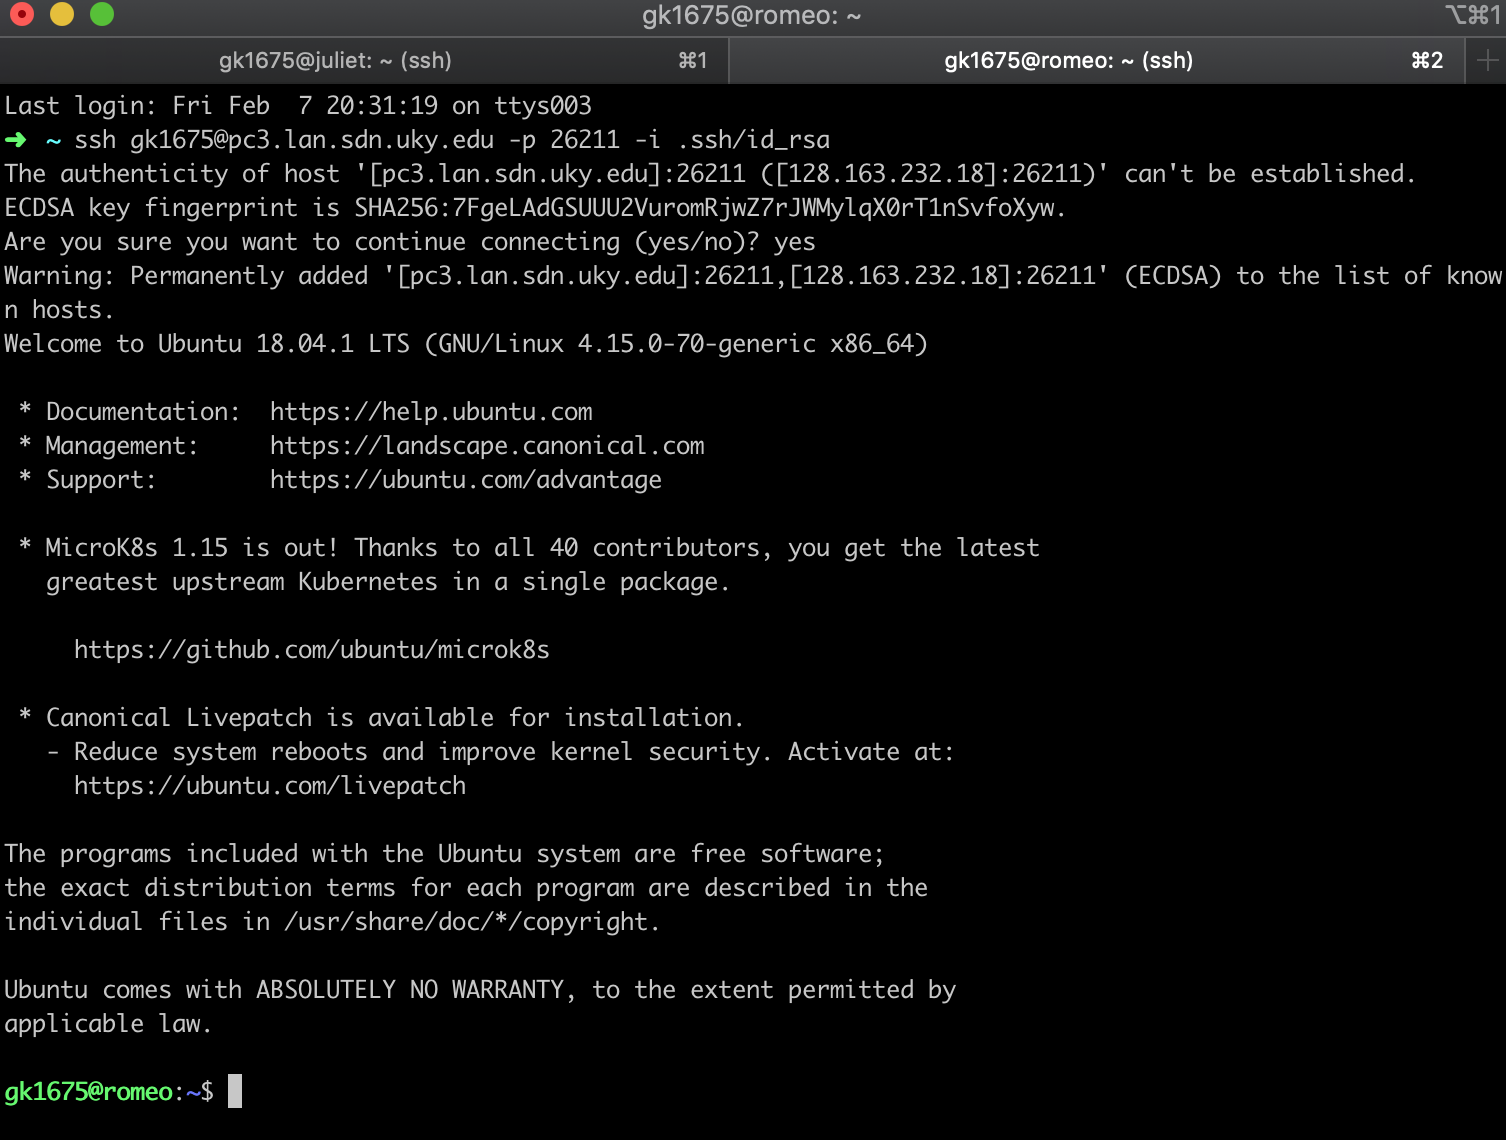 gk1675@romeo: ~
⌥⌘1
gk1675@juliet: ~ (ssh) ⌘1
gk1675@romeo: ~ (ssh) ⌘2 +
Last login: Fri Feb  7 20:31:19 on ttys003
➜  ~ ssh gk1675@pc3.lan.sdn.uky.edu -p 26211 -i .ssh/id_rsa
The authenticity of host '[pc3.lan.sdn.uky.edu]:26211 ([128.163.232.18]:26211)' can't be established.
ECDSA key fingerprint is SHA256:7FgeLAdGSUUU2VuromRjwZ7rJWMylqX0rT1nSvfoXyw.
Are you sure you want to continue connecting (yes/no)? yes
Warning: Permanently added '[pc3.lan.sdn.uky.edu]:26211,[128.163.232.18]:26211' (ECDSA) to the list of know
n hosts.
Welcome to Ubuntu 18.04.1 LTS (GNU/Linux 4.15.0-70-generic x86_64)
 * Documentation:  https://help.ubuntu.com
 * Management:     https://landscape.canonical.com
 * Support:        https://ubuntu.com/advantage
 * MicroK8s 1.15 is out! Thanks to all 40 contributors, you get the latest
   greatest upstream Kubernetes in a single package.
     https://github.com/ubuntu/microk8s
 * Canonical Livepatch is available for installation.
   - Reduce system reboots and improve kernel security. Activate at:
     https://ubuntu.com/livepatch
The programs included with the Ubuntu system are free software;
the exact distribution terms for each program are described in the
individual files in /usr/share/doc/*/copyright.
Ubuntu comes with ABSOLUTELY NO WARRANTY, to the extent permitted by
applicable law.
gk1675@romeo:~$